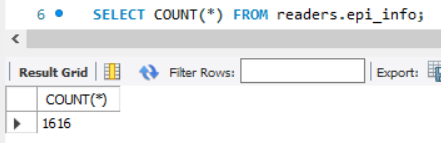 6 SELECT COUNT(*) FROM readers.epi_info;
Result Grid Filter Rows: Export:
COUNT(*)
1616